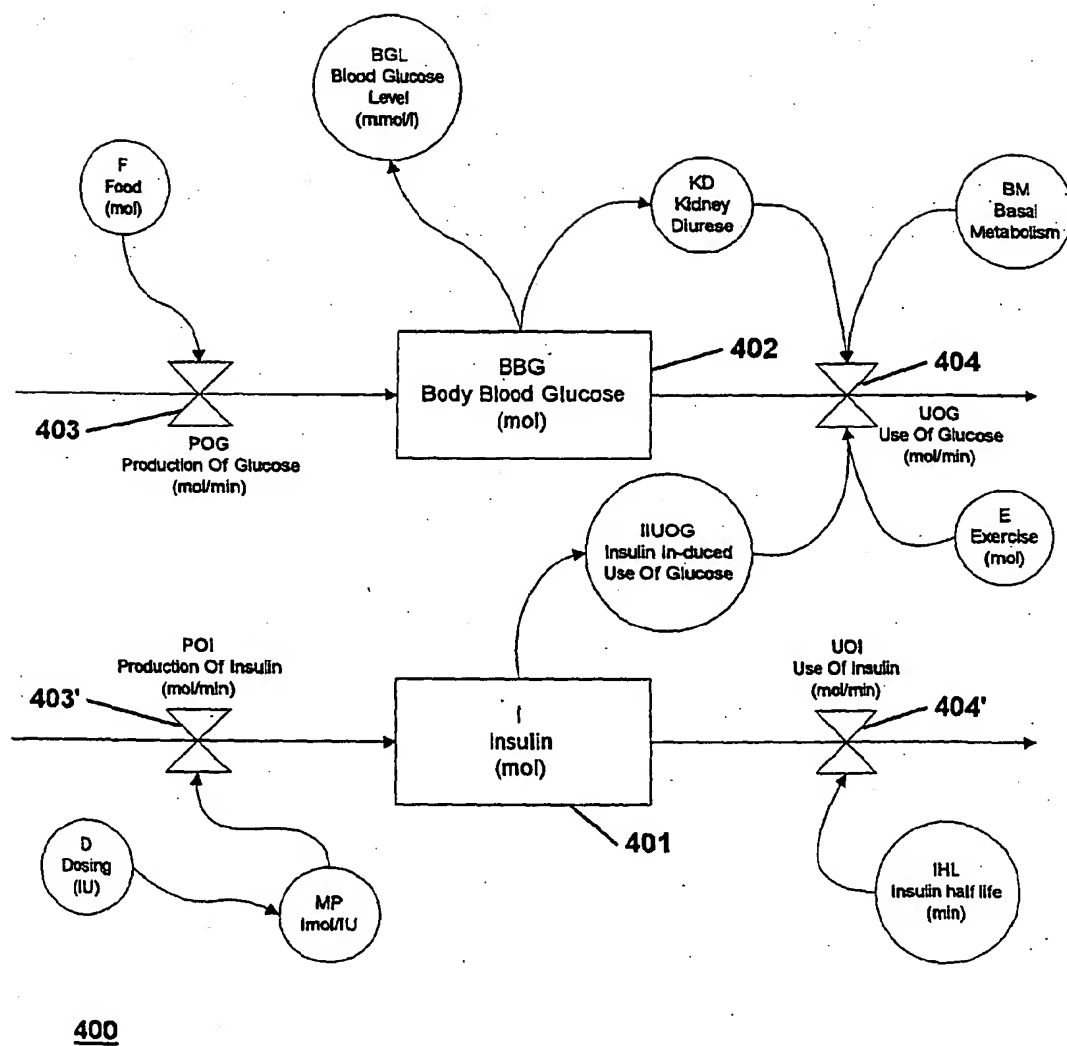 BGL
Blood Glucose
Level
(mmol/l)
F
Food
(mol)
KD
Kidney
Diurese
BM
Basal
Metabolism
BBG
Body Blood Glucose
(mol)
402
404
403
POG
Production Of Glucose
(mol/min)
UOG
Use Of Glucose
(mol/min)
IIUOG
Insulin In-duced
Use Of Glucose
E
Exercise
(mol)
POI
Production Of Insulin
(mol/min)
UOI
Use Of Insulin
(mol/min)
403'
404'
I
Insulin
(mol)
401
D
Dosing
(IU)
MP
Imol/IU
IHL
Insulin half life
(min)
400